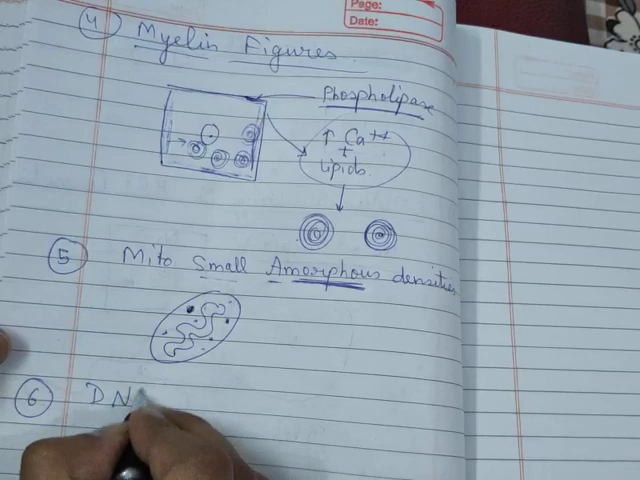 Page:
Date:
4 Myelin Figures
Phospholipase
↑ Ca++
+
Lipids
5 Mito Small Amorphous densities
6 DN